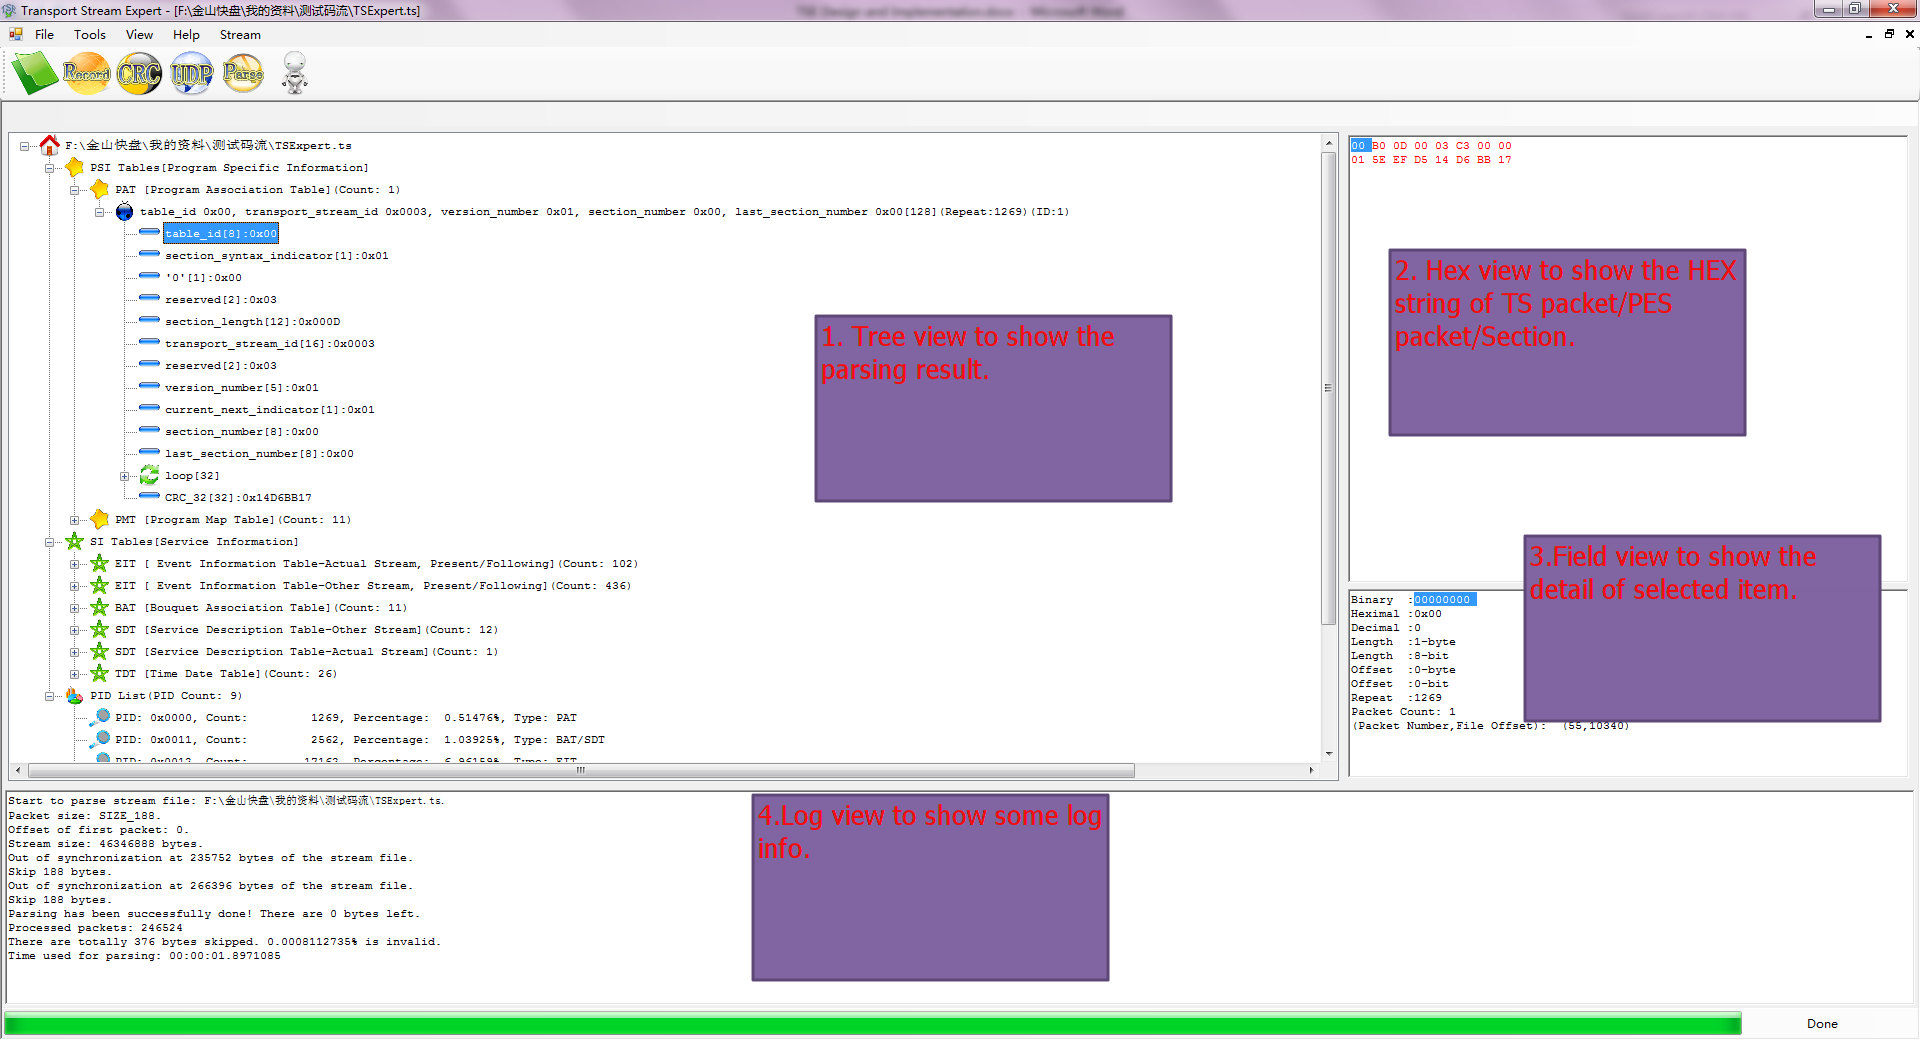 Transport Stream Expert - [F:\金山快盘\我的资料\测试码流\TSExpert.ts]
TSE Design and Implementation.docx - Microsoft Word
File Tools View Help Stream
Record CRC UDP Parse
F:\金山快盘\我的资料\测试码流\TSExpert.ts
PSI Tables[Program Specific Information]
PAT [Program Association Table](Count: 1)
table_id 0x00, transport_stream_id 0x0003, version_number 0x01, section_number 0x00, last_section_number 0x00[128](Repeat:1269)(ID:1)
table_id[8]:0x00
section_syntax_indicator[1]:0x01
'0'[1]:0x00
reserved[2]:0x03
section_length[12]:0x000D
transport_stream_id[16]:0x0003
reserved[2]:0x03
version_number[5]:0x01
current_next_indicator[1]:0x01
section_number[8]:0x00
last_section_number[8]:0x00
loop[32]
CRC_32[32]:0x14D6BB17
PMT [Program Map Table](Count: 11)
SI Tables[Service Information]
EIT [ Event Information Table-Actual Stream, Present/Following](Count: 102)
EIT [ Event Information Table-Other Stream, Present/Following](Count: 436)
BAT [Bouquet Association Table](Count: 11)
SDT [Service Description Table-Other Stream](Count: 12)
SDT [Service Description Table-Actual Stream](Count: 1)
TDT [Time Date Table](Count: 26)
PID List(PID Count: 9)
PID: 0x0000, Count: 1269, Percentage: 0.51476%, Type: PAT
PID: 0x0011, Count: 2562, Percentage: 1.03925%, Type: BAT/SDT
PID: 0x0012, Count: 17162, Percentage: 6.96159%, Type: EIT
1. Tree view to show the
parsing result.
00 B0 0D 00 03 C3 00 00
01 5E EF D5 14 D6 BB 17
2. Hex view to show the HEX
string of TS packet/PES
packet/Section.
3.Field view to show the
detail of selected item.
Binary :00000000
Heximal :0x00
Decimal :0
Length :1-byte
Length :8-bit
Offset :0-byte
Offset :0-bit
Repeat :1269
Packet Count: 1
(Packet Number,File Offset): (55,10340)
Start to parse stream file: F:\金山快盘\我的资料\测试码流\TSExpert.ts.
Packet size: SIZE_188.
Offset of first packet: 0.
Stream size: 46346888 bytes.
Out of synchronization at 235752 bytes of the stream file.
Skip 188 bytes.
Out of synchronization at 266396 bytes of the stream file.
Skip 188 bytes.
Parsing has been successfully done! There are 0 bytes left.
Processed packets: 246524
There are totally 376 bytes skipped. 0.0008112735% is invalid.
Time used for parsing: 00:00:01.8971085
4.Log view to show some log
info.
Done